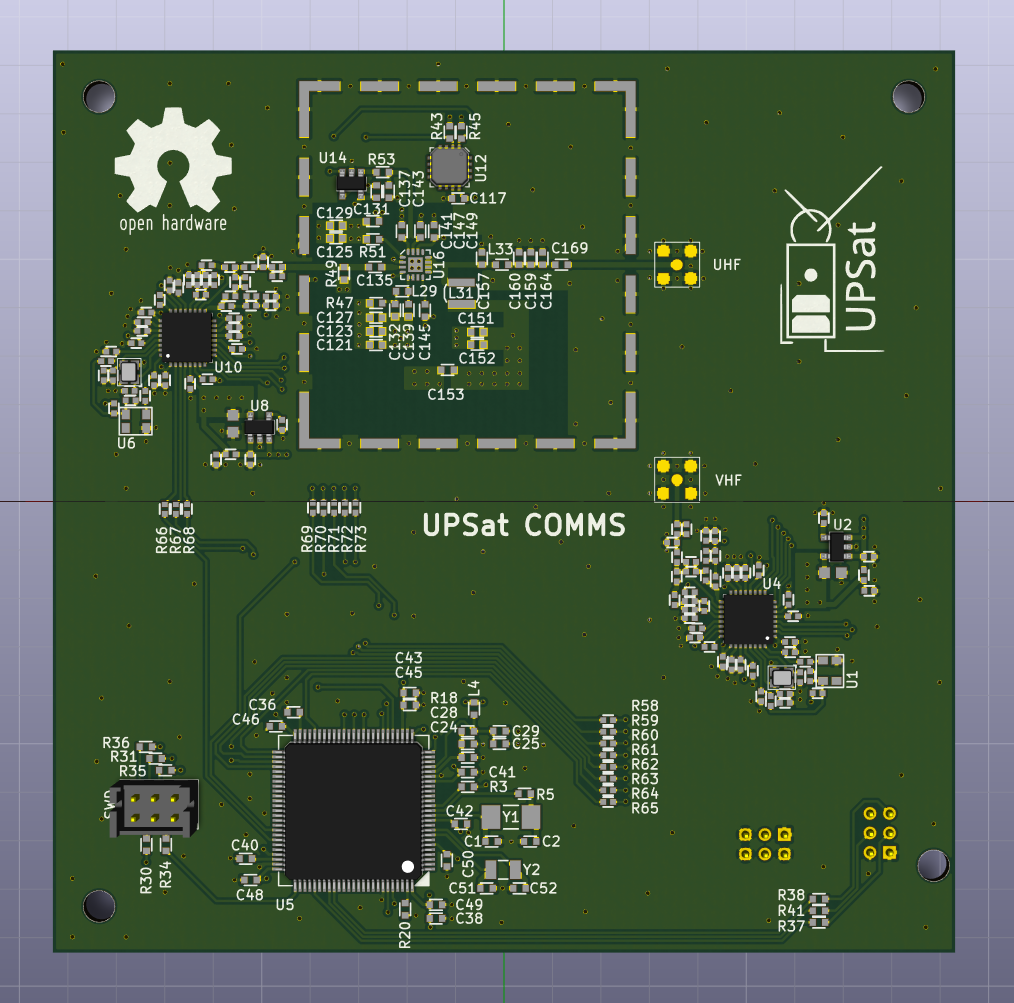 R43
R45
U14
R53
U12
C137
C143
C117
open hardware
C129
C131
C141
C147
C149
UPSat
C125
R51
U16
L33
C169
UHF
R49
C135
C157
C160
C159
C164
L29
L31
R47
C127
C123
C121
C132
C139
C145
C151
C152
U10
C153
U8
U6
VHF
UPSat COMMS
R66
R67
R68
R69
R70
R71
R72
R73
U2
U4
U1
C43
C45
C36
C46
R18
C28
C24
L4
C29
C25
R58
R59
R60
R61
R62
R63
R64
R65
R36
R31
R35
C41
R3
R5
SWD
C42
Y1
C1
C2
C40
R30
R34
C50
Y2
C48
C51
C52
U5
R20
C49
C38
R38
R41
R37